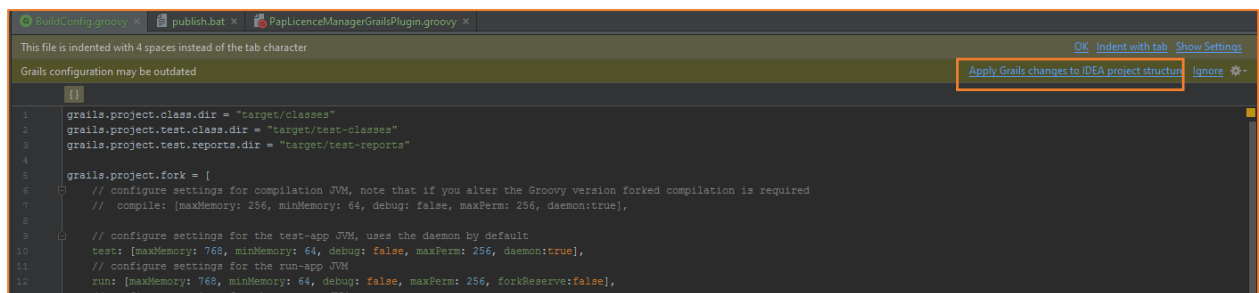 BuildConfig.groovy × publish.bat × PapLicenceManagerGrailsPlugin.groovy ×
This file is indented with 4 spaces instead of the tab character OK Indent with tab Show Settings
Grails configuration may be outdated Apply Grails changes to IDEA project structure Ignore
{}
1 grails.project.class.dir = "target/classes"
2 grails.project.test.class.dir = "target/test-classes"
3 grails.project.test.reports.dir = "target/test-reports"
4
5 grails.project.fork = [
6 // configure settings for compilation JVM, note that if you alter the Groovy version forked compilation is required
7 //  compile: [maxMemory: 256, minMemory: 64, debug: false, maxPerm: 256, daemon:true],
8
9 // configure settings for the test-app JVM, uses the daemon by default
10 test: [maxMemory: 768, minMemory: 64, debug: false, maxPerm: 256, daemon:true],
11 // configure settings for the run-app JVM
12 run: [maxMemory: 768, minMemory: 64, debug: false, maxPerm: 256, forkReserve:false],